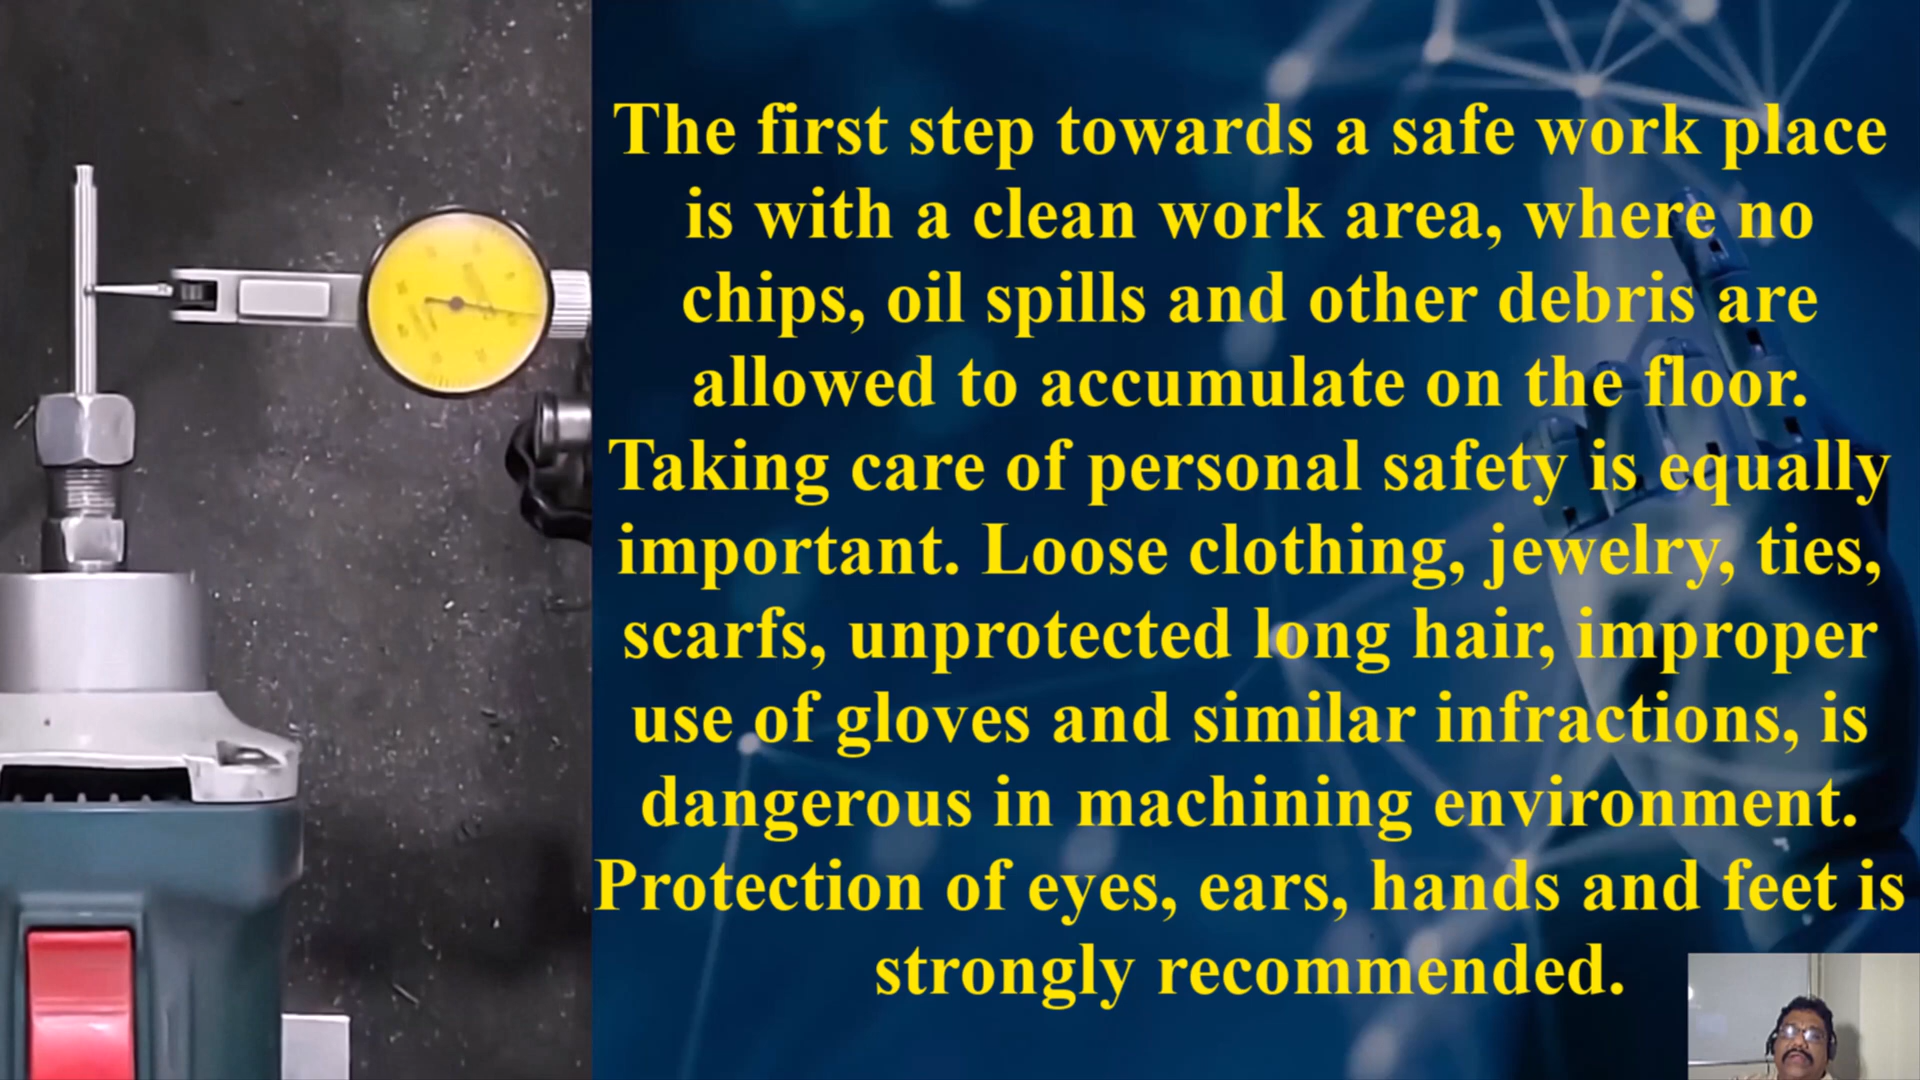 The first step towards a safe work place
is with a clean work area, where no
chips, oil spills and other debris are
allowed to accumulate on the floor.
Taking care of personal safety is equally
important. Loose clothing, jewelry, ties,
scarfs, unprotected long hair, improper
use of gloves and similar infractions, is
dangerous in machining environment.
Protection of eyes, ears, hands and feet is
strongly recommended.